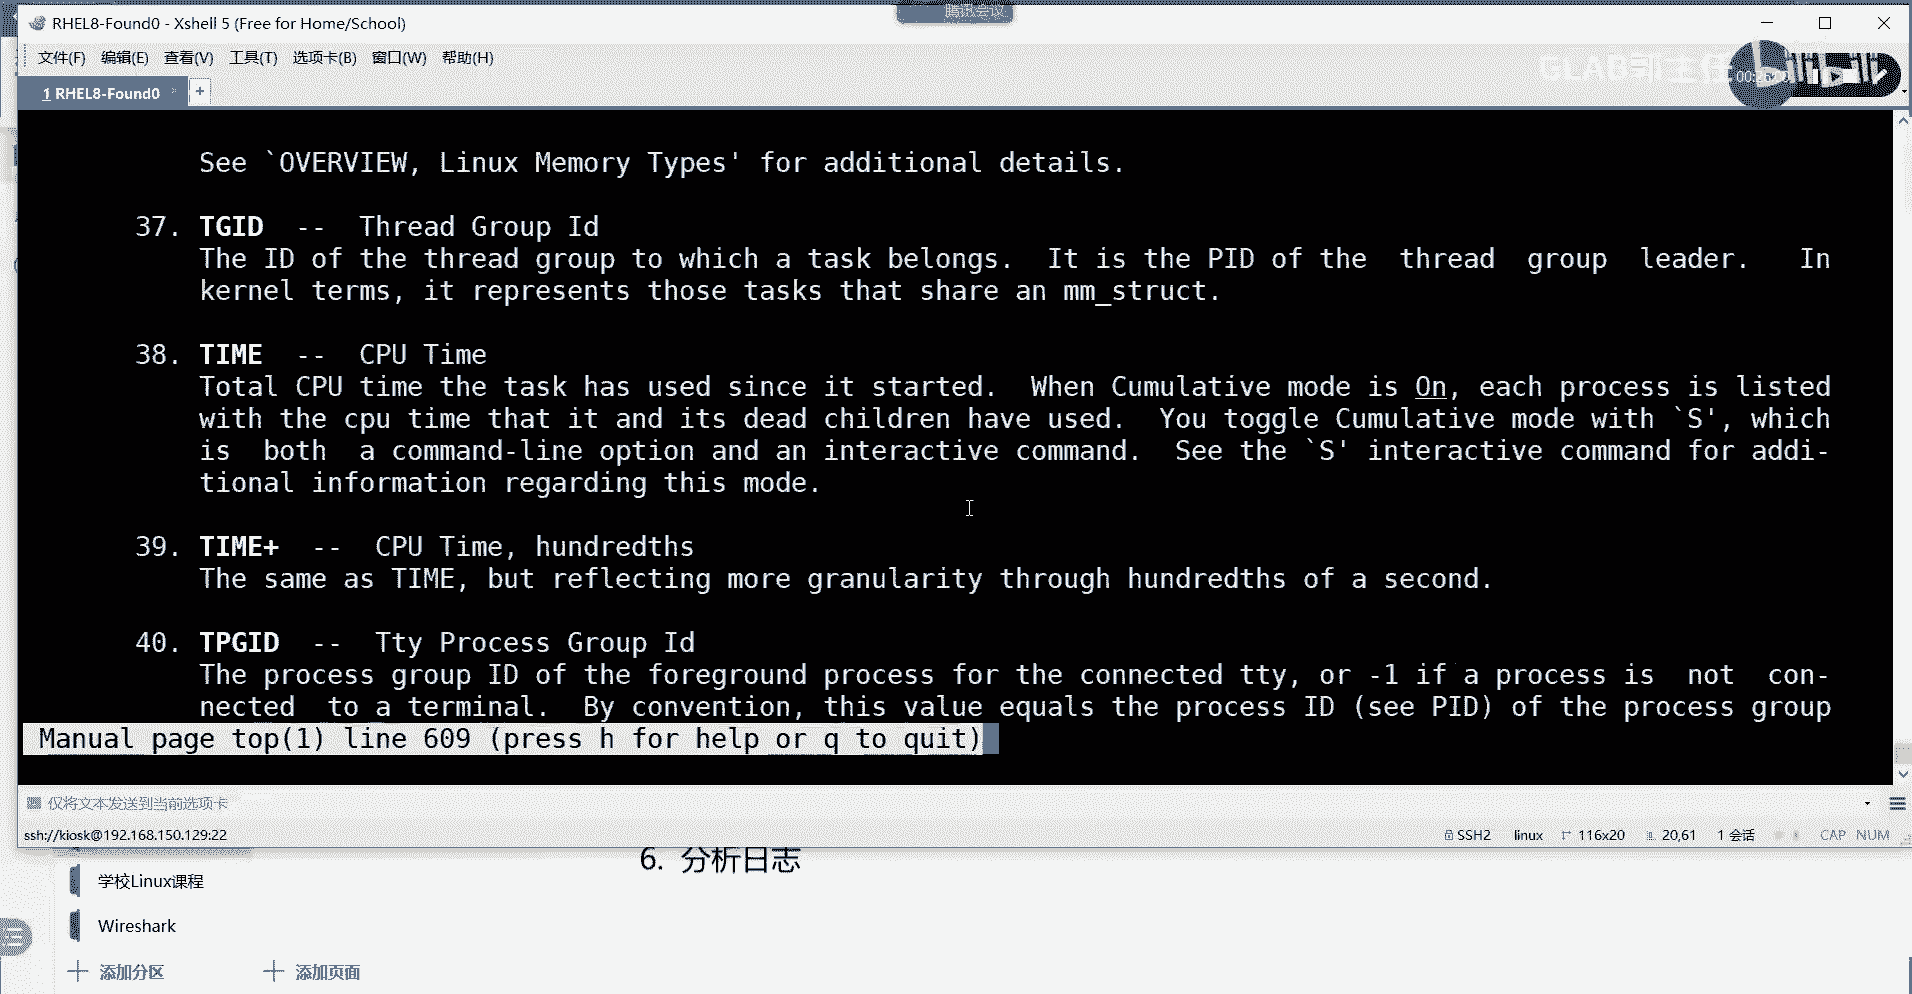 腾讯会议
RHEL8-Found0 - Xshell 5 (Free for Home/School)
文件(F) 编辑(E) 查看(V) 工具(T) 选项卡(B) 窗口(W) 帮助(H)
GLAB郭主任
bilibili
1 RHEL8-Found0
+
See `OVERVIEW, Linux Memory Types' for additional details.
37. TGID -- Thread Group Id
The ID of the thread group to which a task belongs. It is the PID of the thread group leader. In
kernel terms, it represents those tasks that share an mm_struct.
38. TIME -- CPU Time
Total CPU time the task has used since it started. When Cumulative mode is On, each process is listed
with the cpu time that it and its dead children have used. You toggle Cumulative mode with `S', which
is both a command-line option and an interactive command. See the `S' interactive command for addi-
tional information regarding this mode.
39. TIME+ -- CPU Time, hundredths
The same as TIME, but reflecting more granularity through hundredths of a second.
40. TPGID -- Tty Process Group Id
The process group ID of the foreground process for the connected tty, or -1 if a process is not con-
nected to a terminal. By convention, this value equals the process ID (see PID) of the process group
Manual page top(1) line 609 (press h for help or q to quit)
仅将文本发送到当前选项卡
ssh://kiosk@192.168.150.129:22 SSH2 linux 116x20 20,61 1 会话 CAP NUM
6. 分析日志
学校Linux课程
Wireshark
添加分区 添加页面